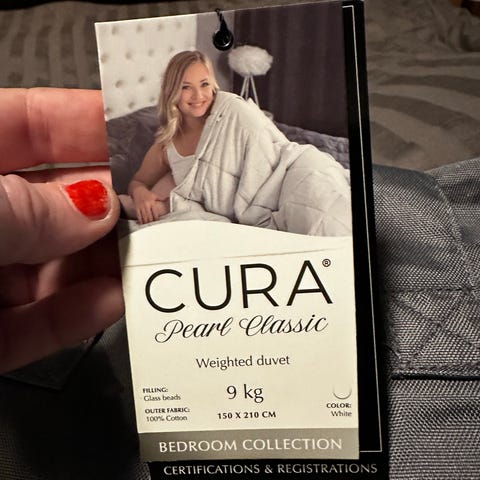 CURA®
Pearl Classic
Weighted duvet
FILLING:
Glass beads
OUTER FABRIC:
100% Cotton
9 kg
150 X 210 CM
COLOR:
White
BEDROOM COLLECTION
CERTIFICATIONS & REGISTRATIONS